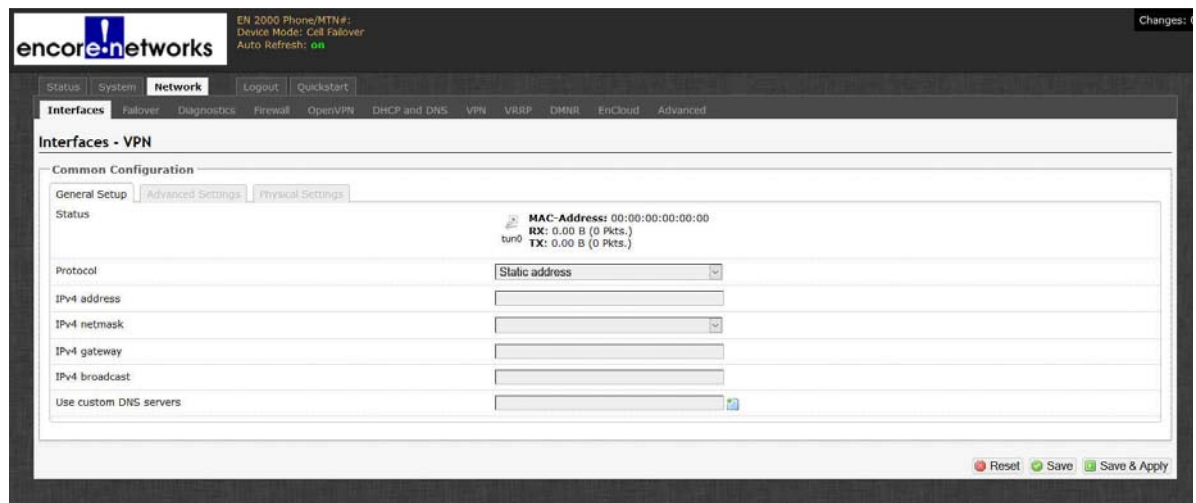 encore!networks
EN 2000 Phone/MTN#:
Device Mode: Cell Failover
Auto Refresh: on
Changes: 0
Status System Network Logout Quickstart
Interfaces Failover Diagnostics Firewall OpenVPN DHCP and DNS VPN VRRP DMNR EnCloud Advanced
Interfaces - VPN
Common Configuration
General Setup Advanced Settings Physical Settings
Status
MAC-Address: 00:00:00:00:00:00
RX: 0.00 B (0 Pkts.)
tun0 TX: 0.00 B (0 Pkts.)
Protocol Static address
IPv4 address
IPv4 netmask
IPv4 gateway
IPv4 broadcast
Use custom DNS servers
Reset Save Save & Apply